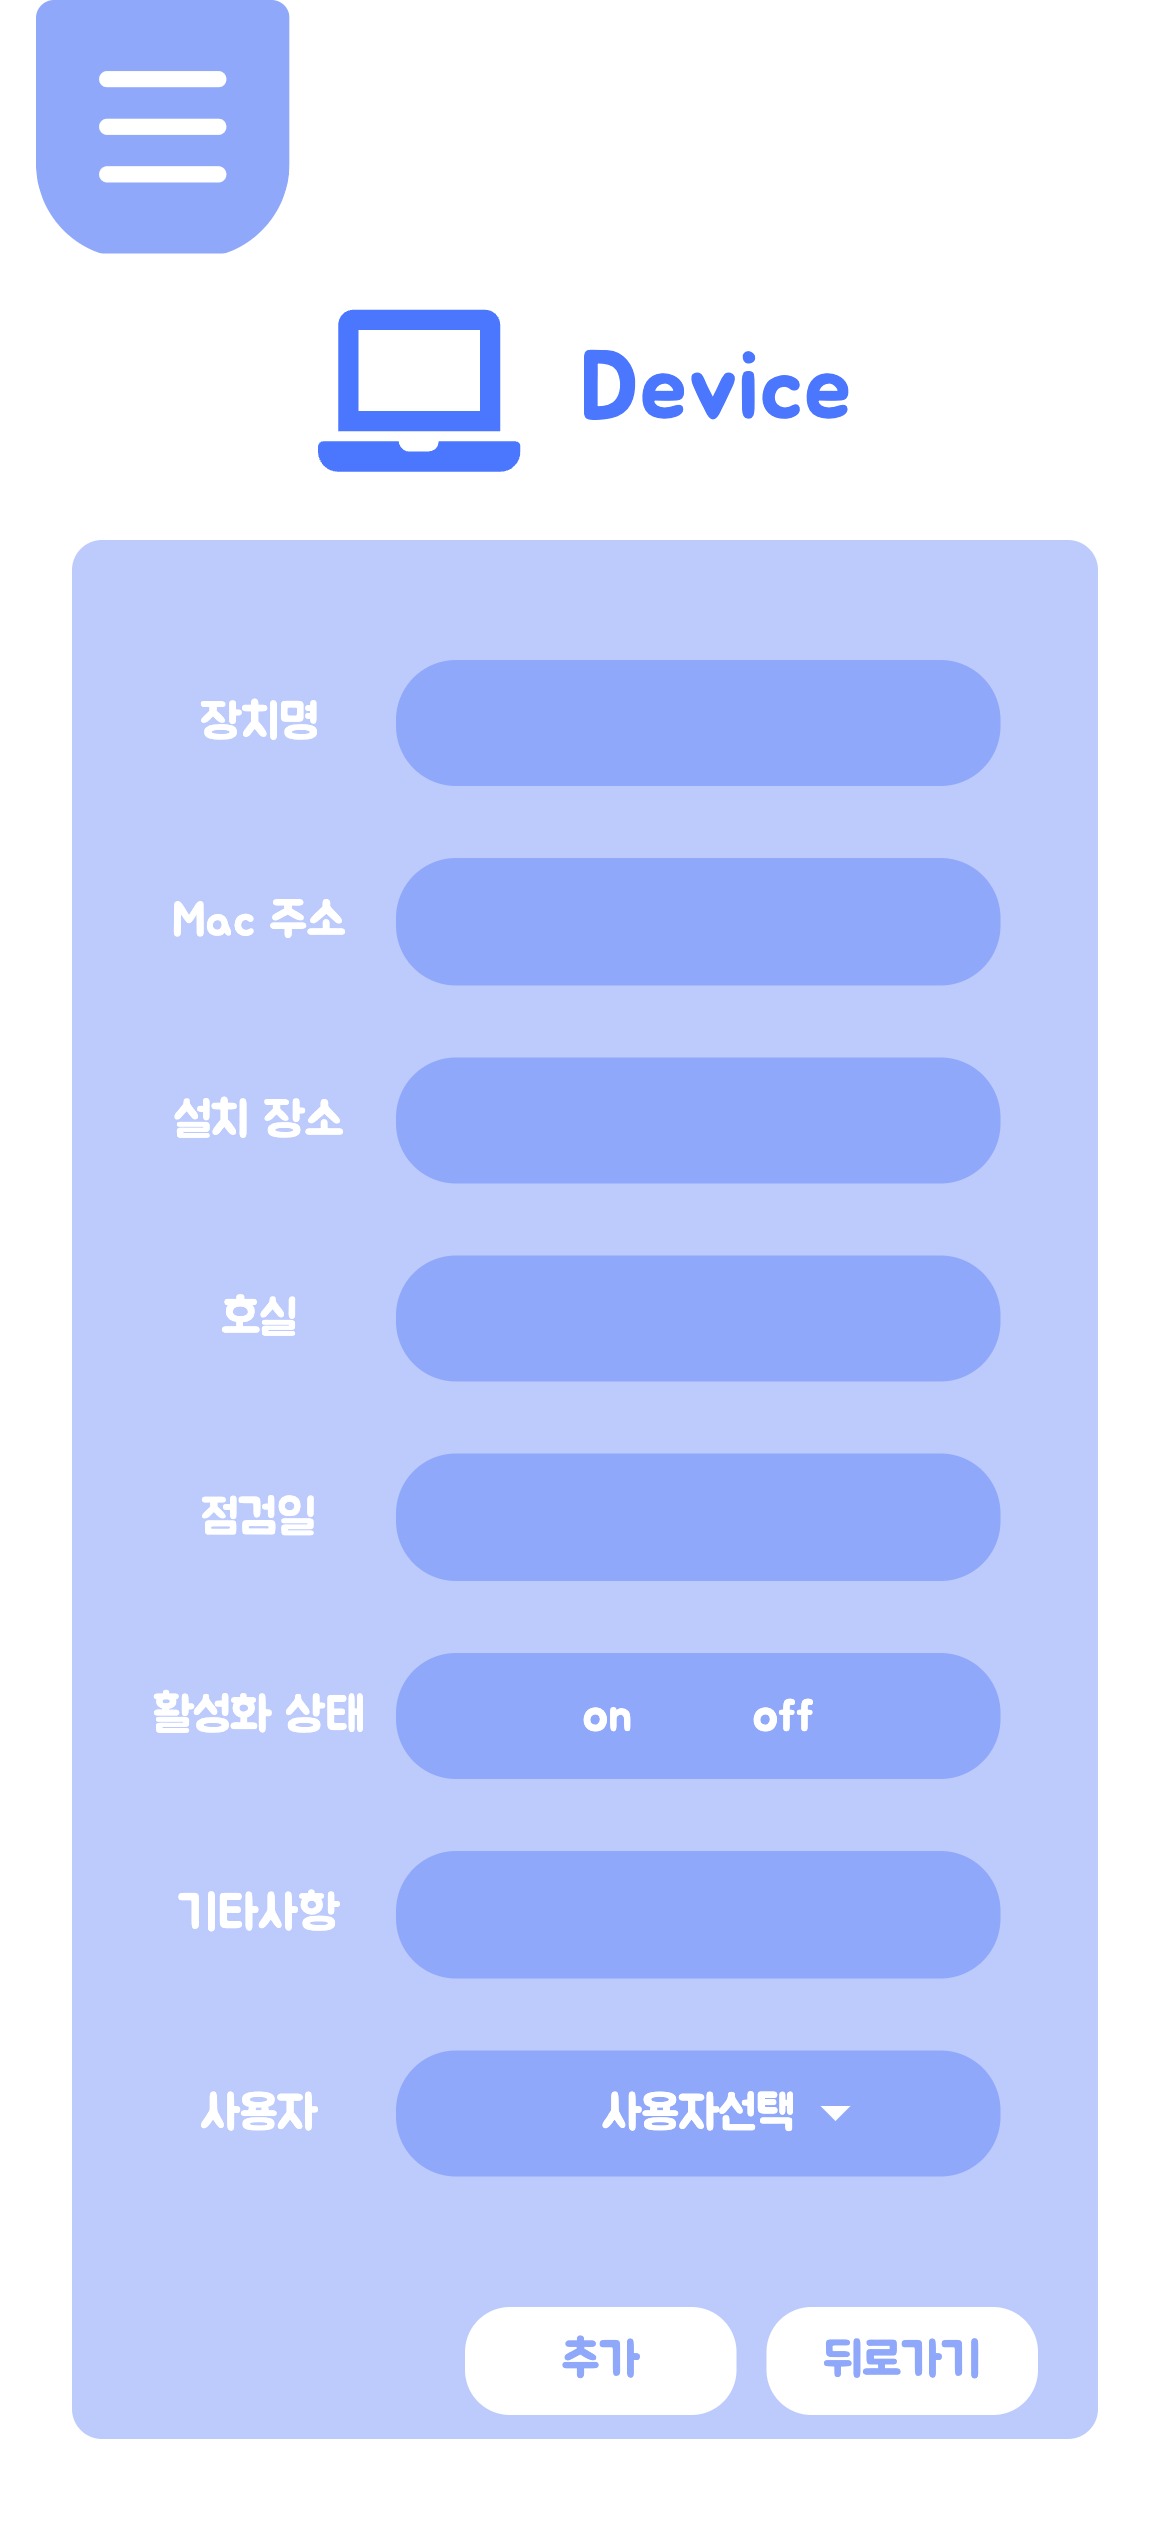 Device
장치명
Mac 주소
설치 장소
호실
점검일
활성화 상태 on off
기타사항
사용자 사용자선택
추가 뒤로가기